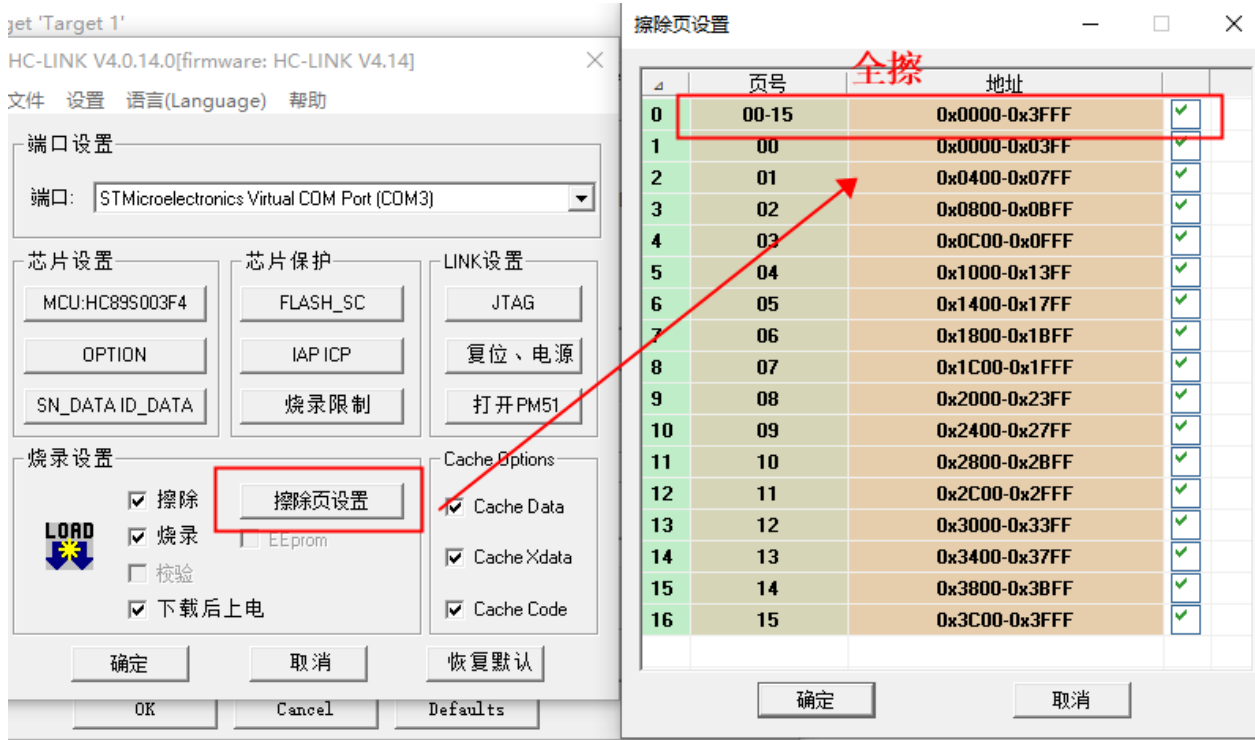 get 'Target 1'
HC-LINK V4.0.14.0[firmware: HC-LINK V4.14]
文件 设置 语言(Language) 帮助
端口设置
端口: STMicroelectronics Virtual COM Port (COM3)
芯片设置 芯片保护 LINK设置
MCU:HC89S003F4 FLASH_SC JTAG
OPTION IAP ICP 复位、电源
SN_DATA ID_DATA 烧录限制 打开PM51
烧录设置 Cache Options
擦除 擦除页设置 Cache Data
LOAD
烧录 EEprom
校验 Cache Xdata
下载后上电 Cache Code
确定 取消 恢复默认
OK Cancel Defaults
擦除页设置
全擦
页号 地址
0 00-15 0x0000-0x3FFF
1 00 0x0000-0x03FF
2 01 0x0400-0x07FF
3 02 0x0800-0x0BFF
4 03 0x0C00-0x0FFF
5 04 0x1000-0x13FF
6 05 0x1400-0x17FF
7 06 0x1800-0x1BFF
8 07 0x1C00-0x1FFF
9 08 0x2000-0x23FF
10 09 0x2400-0x27FF
11 10 0x2800-0x2BFF
12 11 0x2C00-0x2FFF
13 12 0x3000-0x33FF
14 13 0x3400-0x37FF
15 14 0x3800-0x3BFF
16 15 0x3C00-0x3FFF
确定 取消